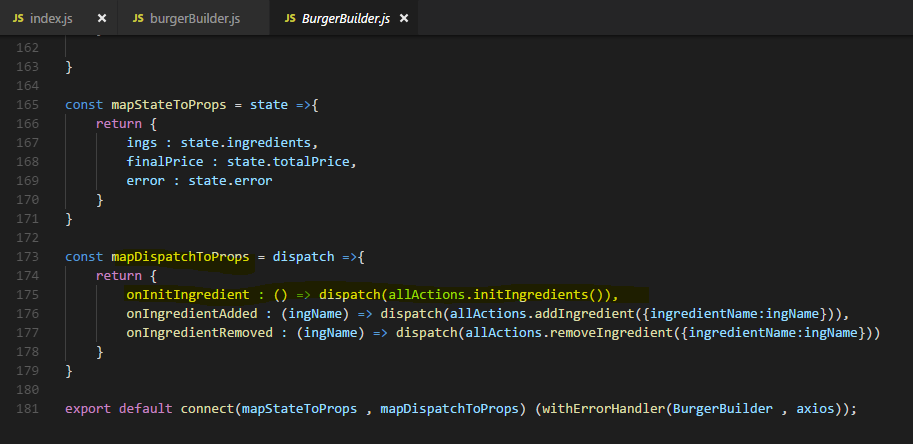 JS index.js × JS burgerBuilder.js JS BurgerBuilder.js ×
162
163 }
164
165 const mapStateToProps = state =>{
166 return {
167 ings : state.ingredients,
168 finalPrice : state.totalPrice,
169 error : state.error
170 }
171 }
172
173 const mapDispatchToProps = dispatch =>{
174 return {
175 onInitIngredient : () => dispatch(allActions.initIngredients()),
176 onIngredientAdded : (ingName) => dispatch(allActions.addIngredient({ingredientName:ingName})),
177 onIngredientRemoved : (ingName) => dispatch(allActions.removeIngredient({ingredientName:ingName}))
178 }
179 }
180
181 export default connect(mapStateToProps , mapDispatchToProps) (withErrorHandler(BurgerBuilder , axios));